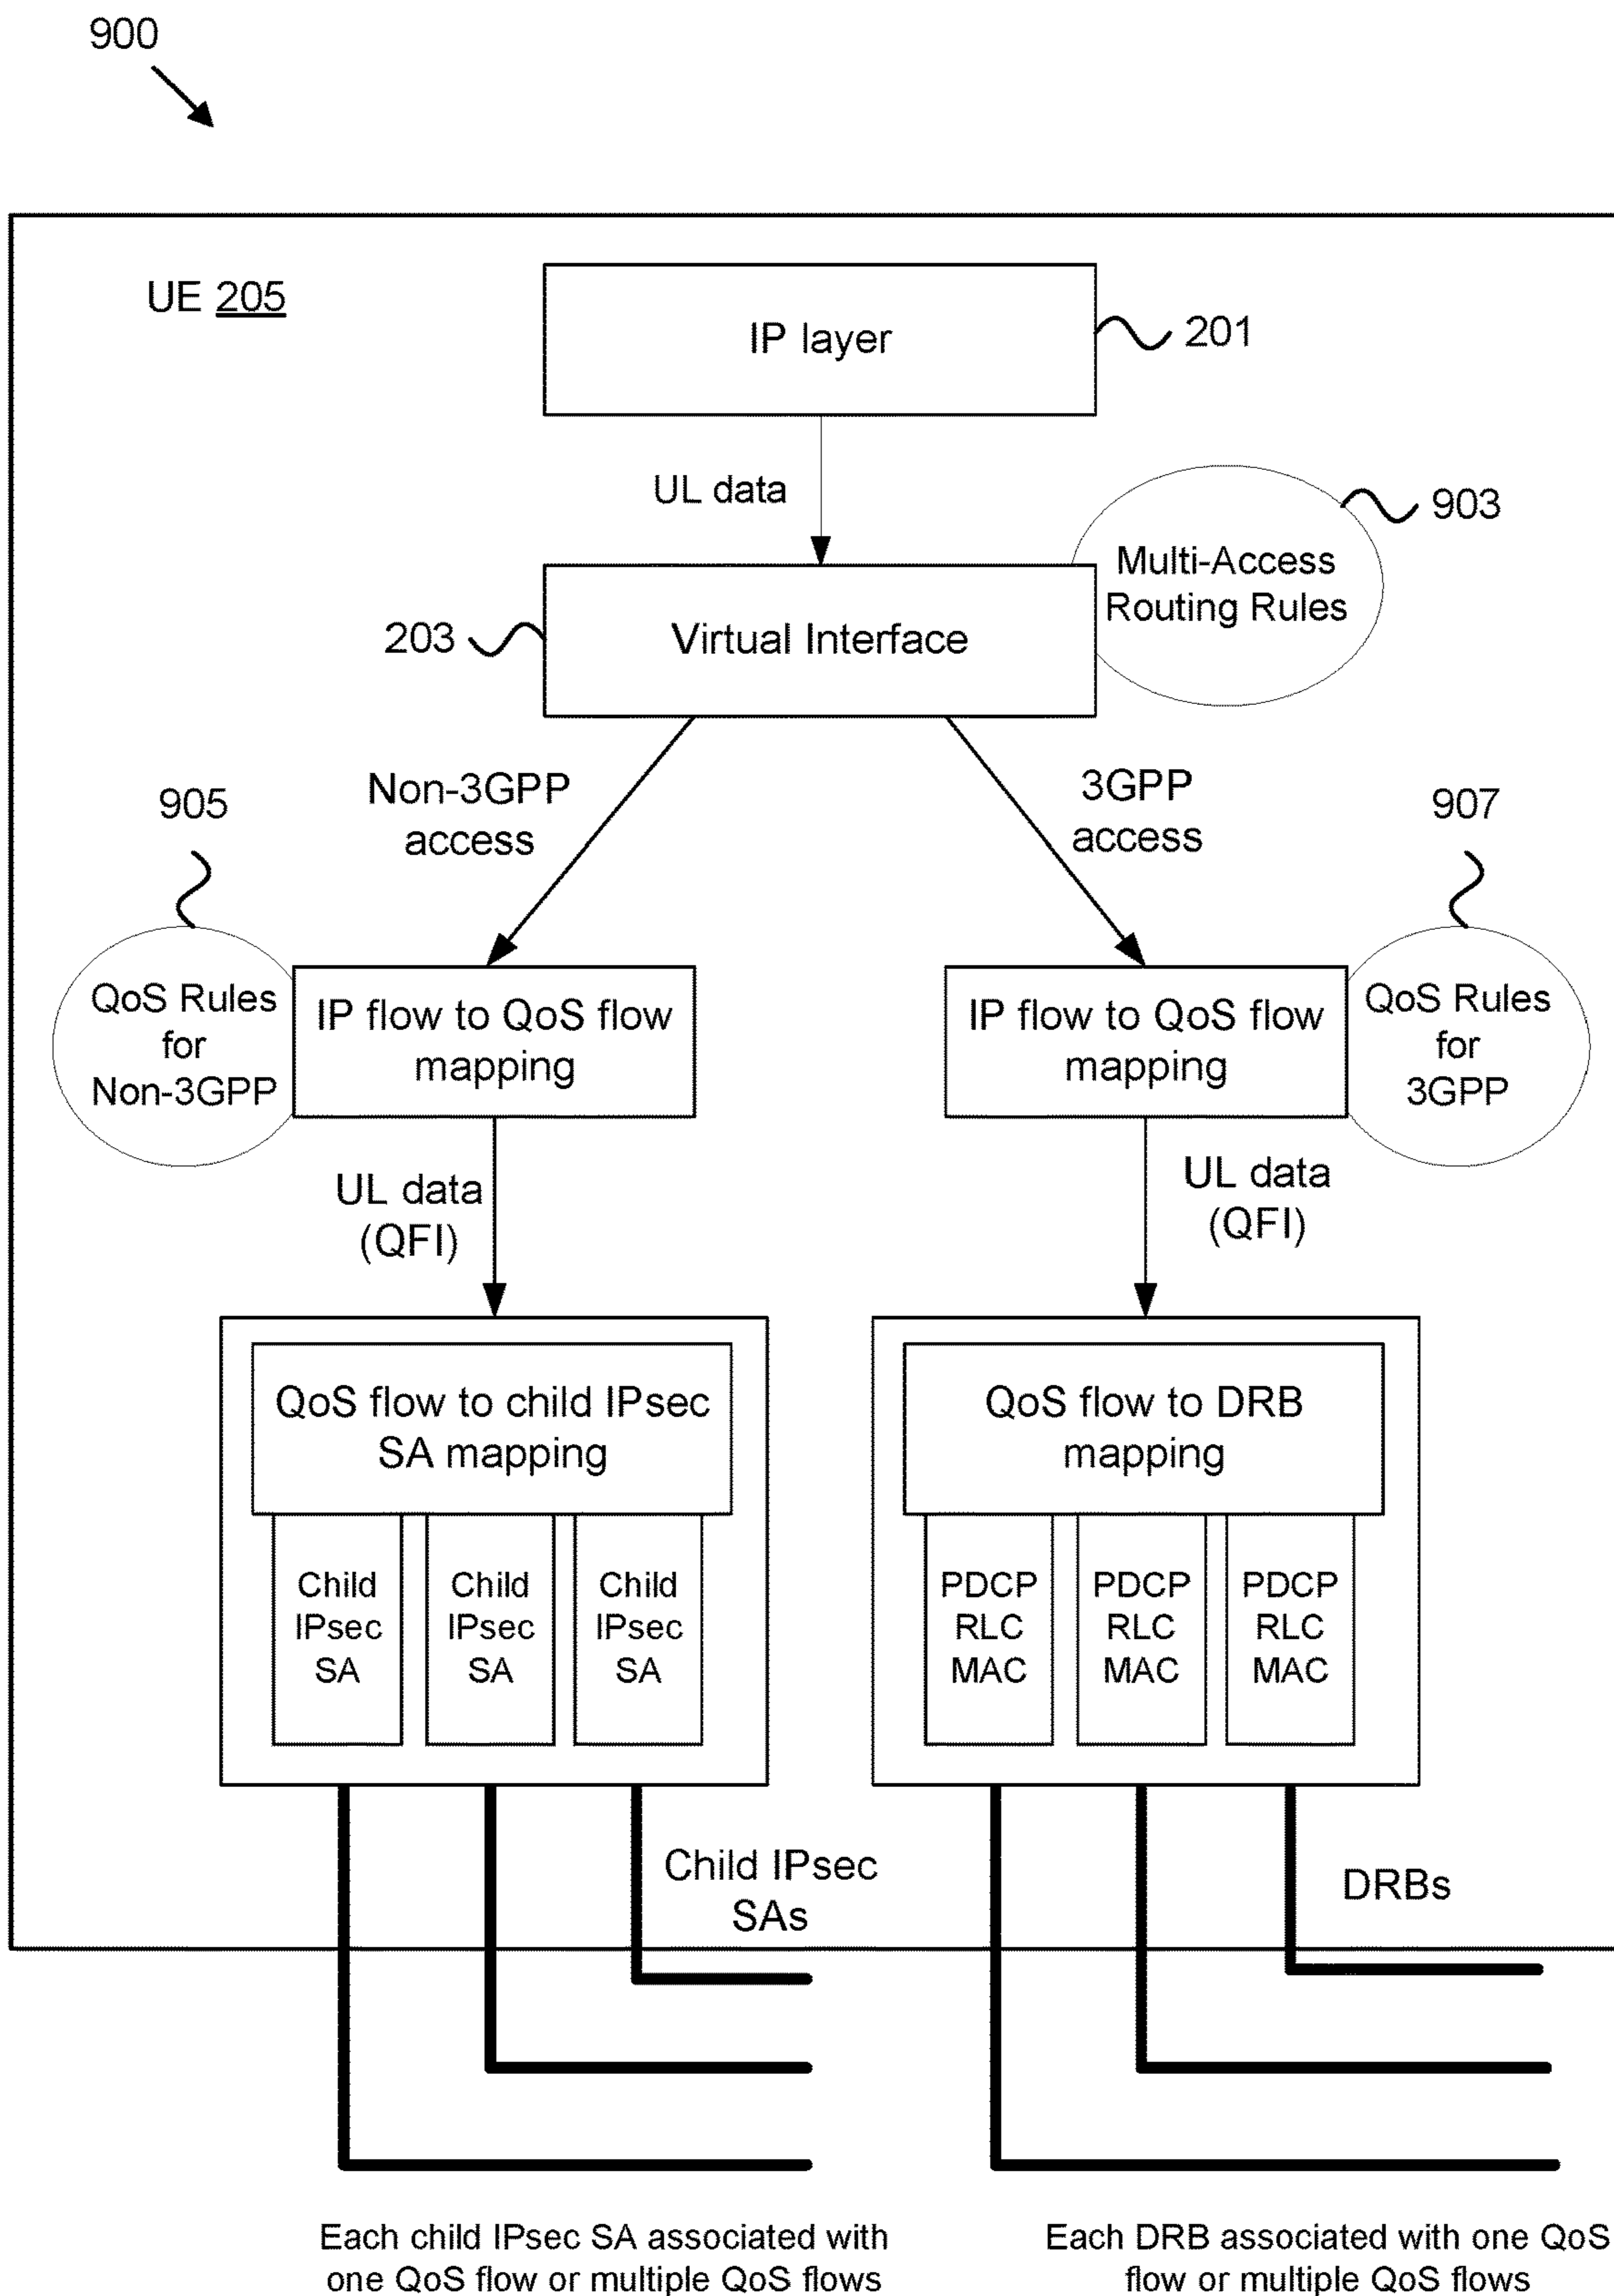 900
UE 205
IP layer
201
UL data
903
Multi-Access
Routing Rules
203
Virtual Interface
Non-3GPP
access
3GPP
access
905
907
QoS Rules
for
Non-3GPP
IP flow to QoS flow
mapping
IP flow to QoS flow
mapping
QoS Rules
for
3GPP
UL data
(QFI)
UL data
(QFI)
QoS flow to child IPsec
SA mapping
QoS flow to DRB
mapping
Child
IPsec
SA
Child
IPsec
SA
Child
IPsec
SA
PDCP
RLC
MAC
PDCP
RLC
MAC
PDCP
RLC
MAC
Child IPsec
SAs
DRBs
Each child IPsec SA associated with
one QoS flow or multiple QoS flows
Each DRB associated with one QoS
flow or multiple QoS flows